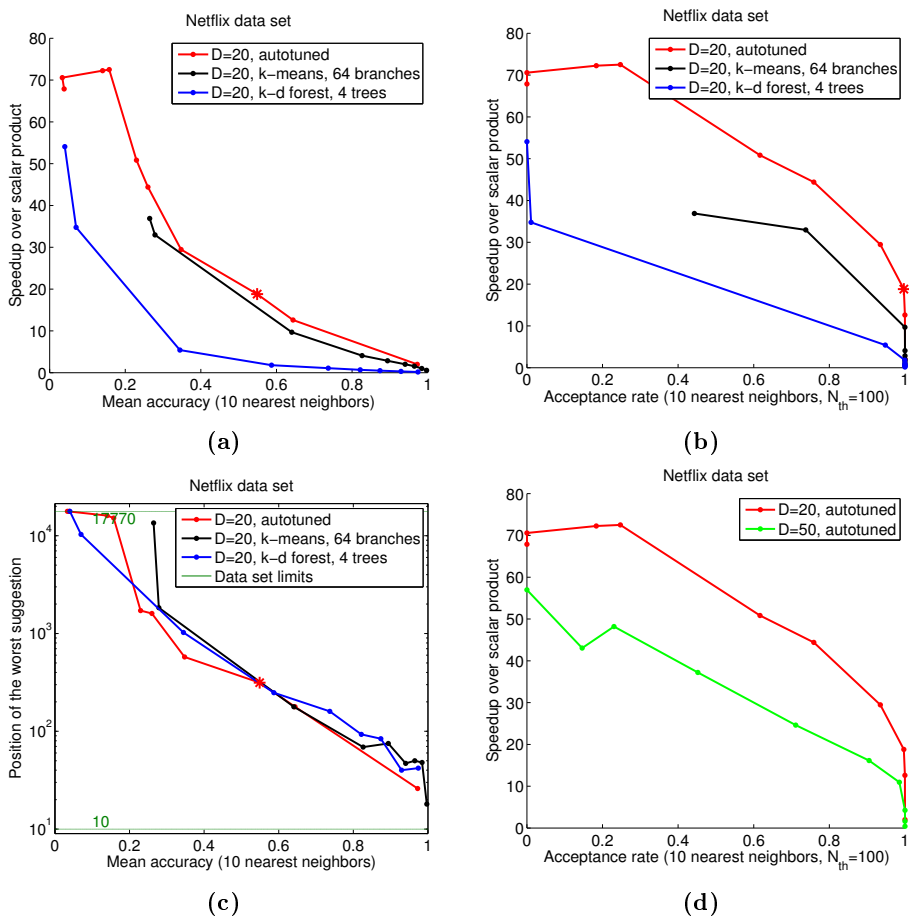 Netflix data set
80
70
60
50
40
30
20
10
0
Speedup over scalar product
D=20, autotuned
D=20, k-means, 64 branches
D=20, k-d forest, 4 trees
0 0.2 0.4 0.6 0.8 1
Mean accuracy (10 nearest neighbors)
(a)
Netflix data set
80
70
60
50
40
30
20
10
0
Speedup over scalar product
D=20, autotuned
D=20, k-means, 64 branches
D=20, k-d forest, 4 trees
0 0.2 0.4 0.6 0.8 1
Acceptance rate (10 nearest neighbors, N_th=100)
(b)
Netflix data set
10^4
10^3
10^2
10^1
Position of the worst suggestion
17770
10
D=20, autotuned
D=20, k-means, 64 branches
D=20, k-d forest, 4 trees
Data set limits
0 0.2 0.4 0.6 0.8 1
Mean accuracy (10 nearest neighbors)
(c)
Netflix data set
80
70
60
50
40
30
20
10
0
Speedup over scalar product
D=20, autotuned
D=50, autotuned
0 0.2 0.4 0.6 0.8 1
Acceptance rate (10 nearest neighbors, N_th=100)
(d)